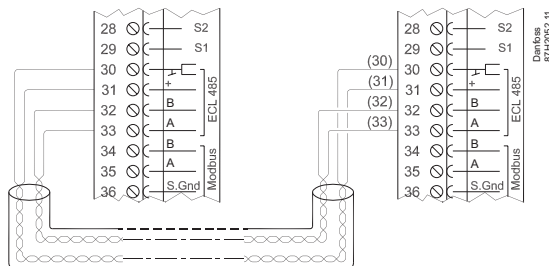 28 S2
29 S1
30
31 +
32 B
33 A
ECL 485
34 B
35 A
36 S.Gnd
Modbus
(30)
(31)
(32)
(33)
28 S2
29 S1
30
31 +
32 B
33 A
ECL 485
34 B
35 A
36 S.Gnd
Modbus
Danfoss
87H2052.11